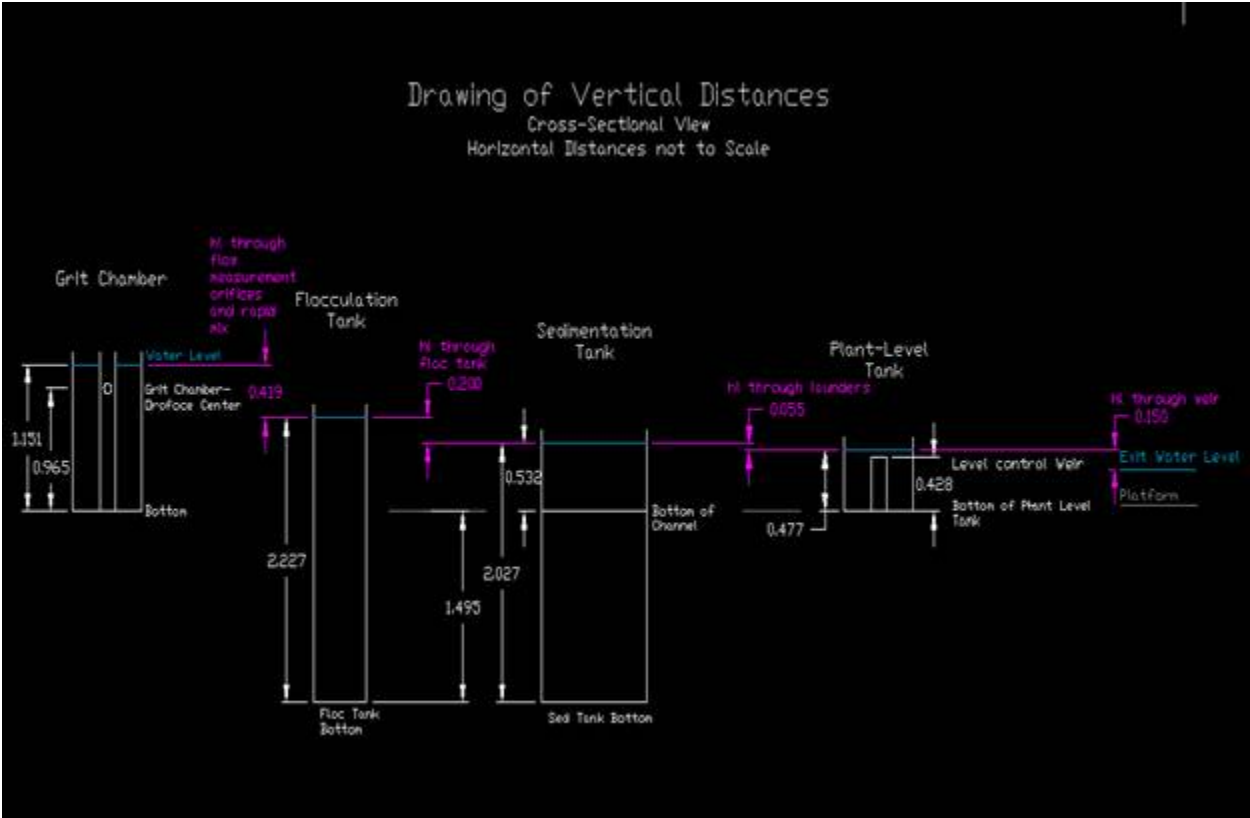 Drawing of Vertical Distances
Cross-Sectional View
Horizontal Distances not to Scale
hl through
flow
measurement
orifices
and rapid
mix
Grit Chamber
Flocculation
Tank
Sedimentation
Tank
Plant-Level
Tank
Water Level
hl through
floc tank
0.200
Grit Chamber-
Oroface Center
0.419
hl through launders
0.055
hl through weir
0.150
1.151
0.965
0.532
Level control Weir
Exit Water Level
0.428
Platform
Bottom
Bottom of
Channel
0.477
Bottom of Plant Level
Tank
2.227
2.027
1.495
Floc Tank
Bottom
Sed Tank Bottom